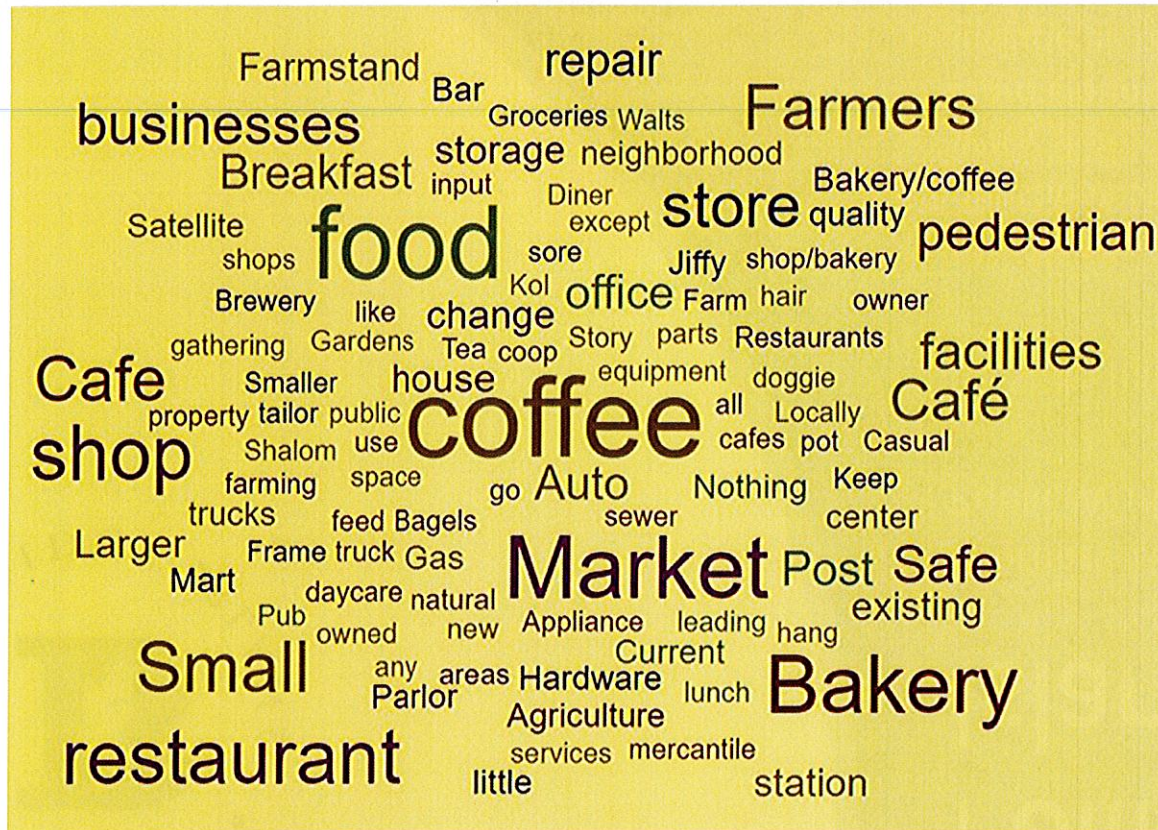 Farmstand repair
Bar
businesses Groceries Walts Farmers
Breakfast storage neighborhood
input Diner store Bakery/coffee
Satellite food except quality pedestrian
shops sore Jiffy shop/bakery
Brewery Kol office Farm hair owner
like change
gathering Gardens Tea coop Story parts Restaurants facilities
Cafe Smaller house equipment doggie Café
property tailor public coffee all Locally
shop Shalom use cafes pot Casual
farming space go Auto Nothing Keep
trucks feed Bagels sewer center
Larger Frame truck Gas Market Post Safe
Mart daycare natural existing
Pub owned new Appliance leading hang
Small any areas Hardware Current Bakery
Parlor lunch
Agriculture
restaurant services mercantile
little station